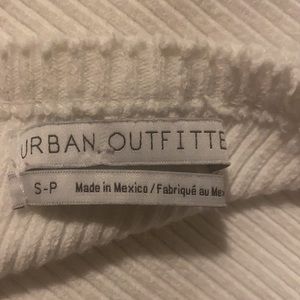 URBAN OUTFITTE
S-P Made in Mexico / Fabriqué au Mex